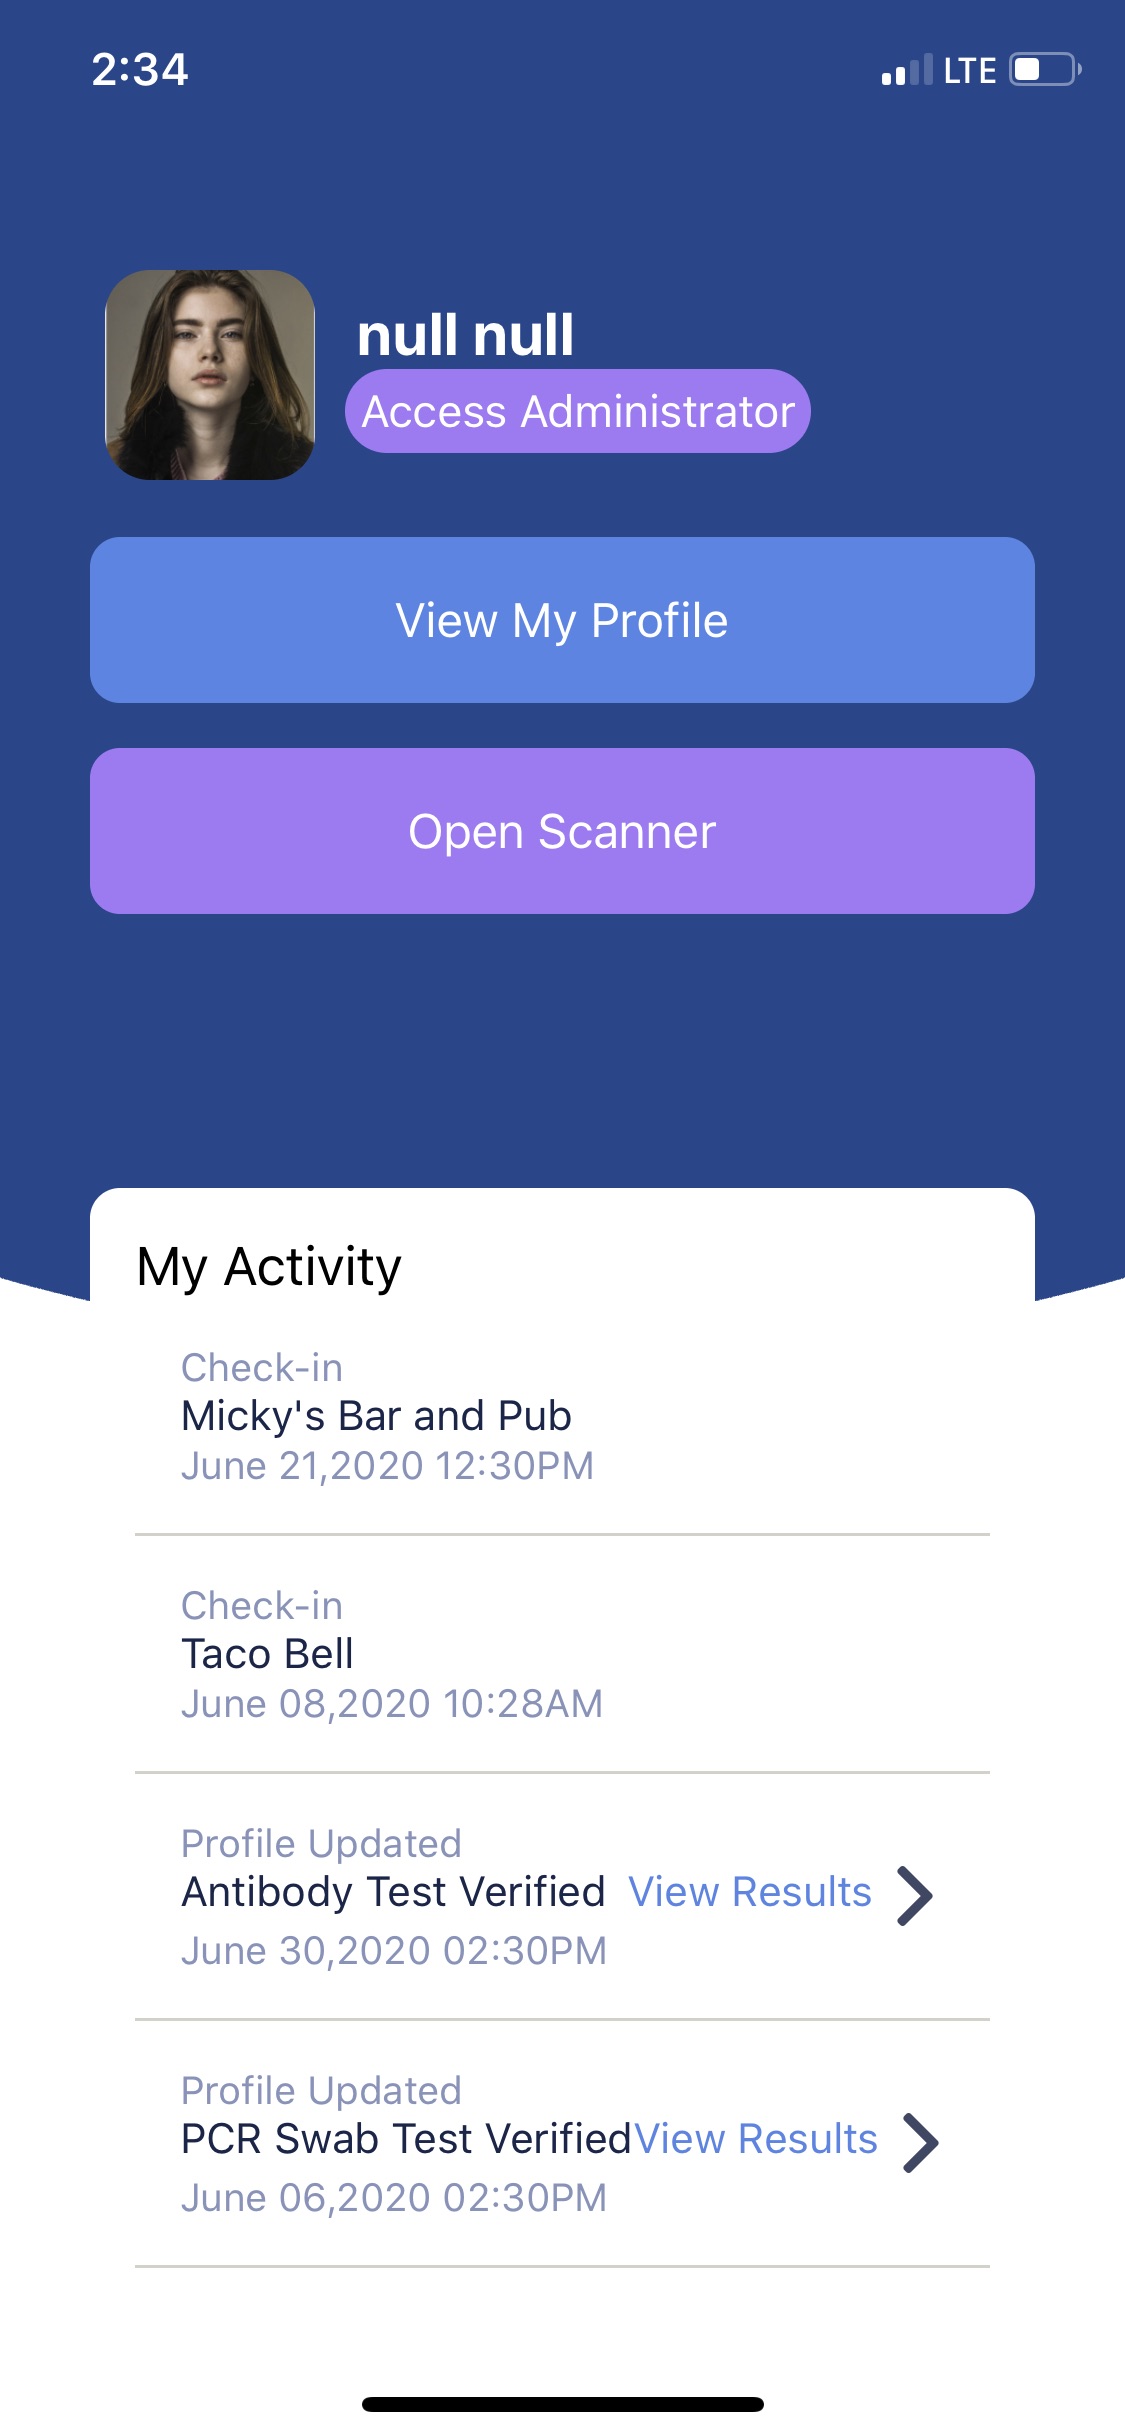 2:34 LTE
null null
Access Administrator
View My Profile
Open Scanner
My Activity
Check-in
Micky's Bar and Pub
June 21,2020 12:30PM
Check-in
Taco Bell
June 08,2020 10:28AM
Profile Updated
Antibody Test Verified View Results
June 30,2020 02:30PM
Profile Updated
PCR Swab Test Verified View Results
June 06,2020 02:30PM